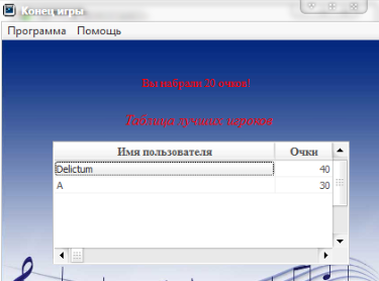 Конец игры
Программа Помощь
Вы набрали 20 очков!
Таблица лучших игроков
Имя пользователя Очки
Delictum 40
A 30